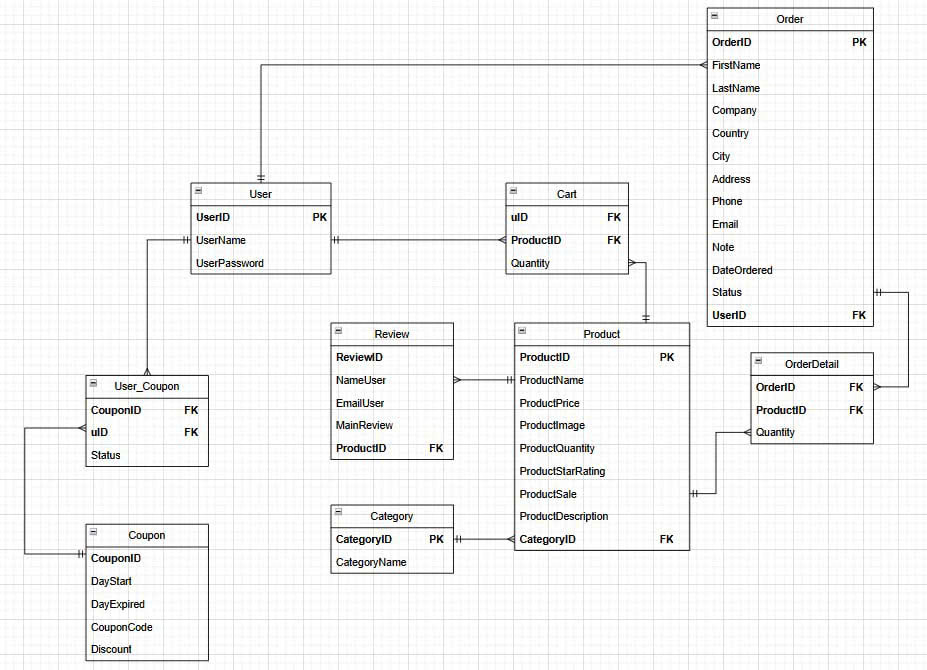 Order
OrderID PK
FirstName
LastName
Company
Country
City
Address
Phone
Email
Note
DateOrdered
Status
UserID FK
User
UserID PK
UserName
UserPassword
Cart
uID FK
ProductID FK
Quantity
Review
ReviewID
NameUser
EmailUser
MainReview
ProductID FK
Product
ProductID PK
ProductName
ProductPrice
ProductImage
ProductQuantity
ProductStarRating
ProductSale
ProductDescription
CategoryID FK
OrderDetail
OrderID FK
ProductID FK
Quantity
User_Coupon
CouponID FK
uID FK
Status
Category
CategoryID PK
CategoryName
Coupon
CouponID
DayStart
DayExpired
CouponCode
Discount